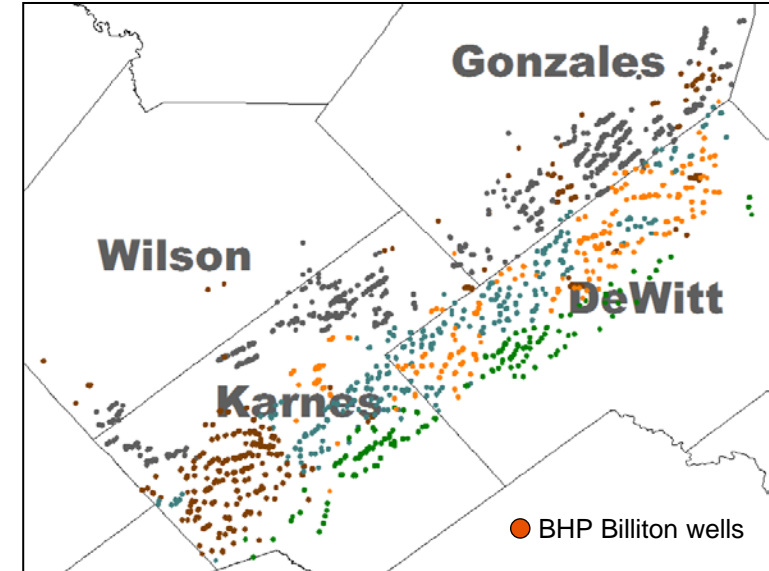 Gonzales
Wilson
DeWitt
Karnes
BHP Billiton wells